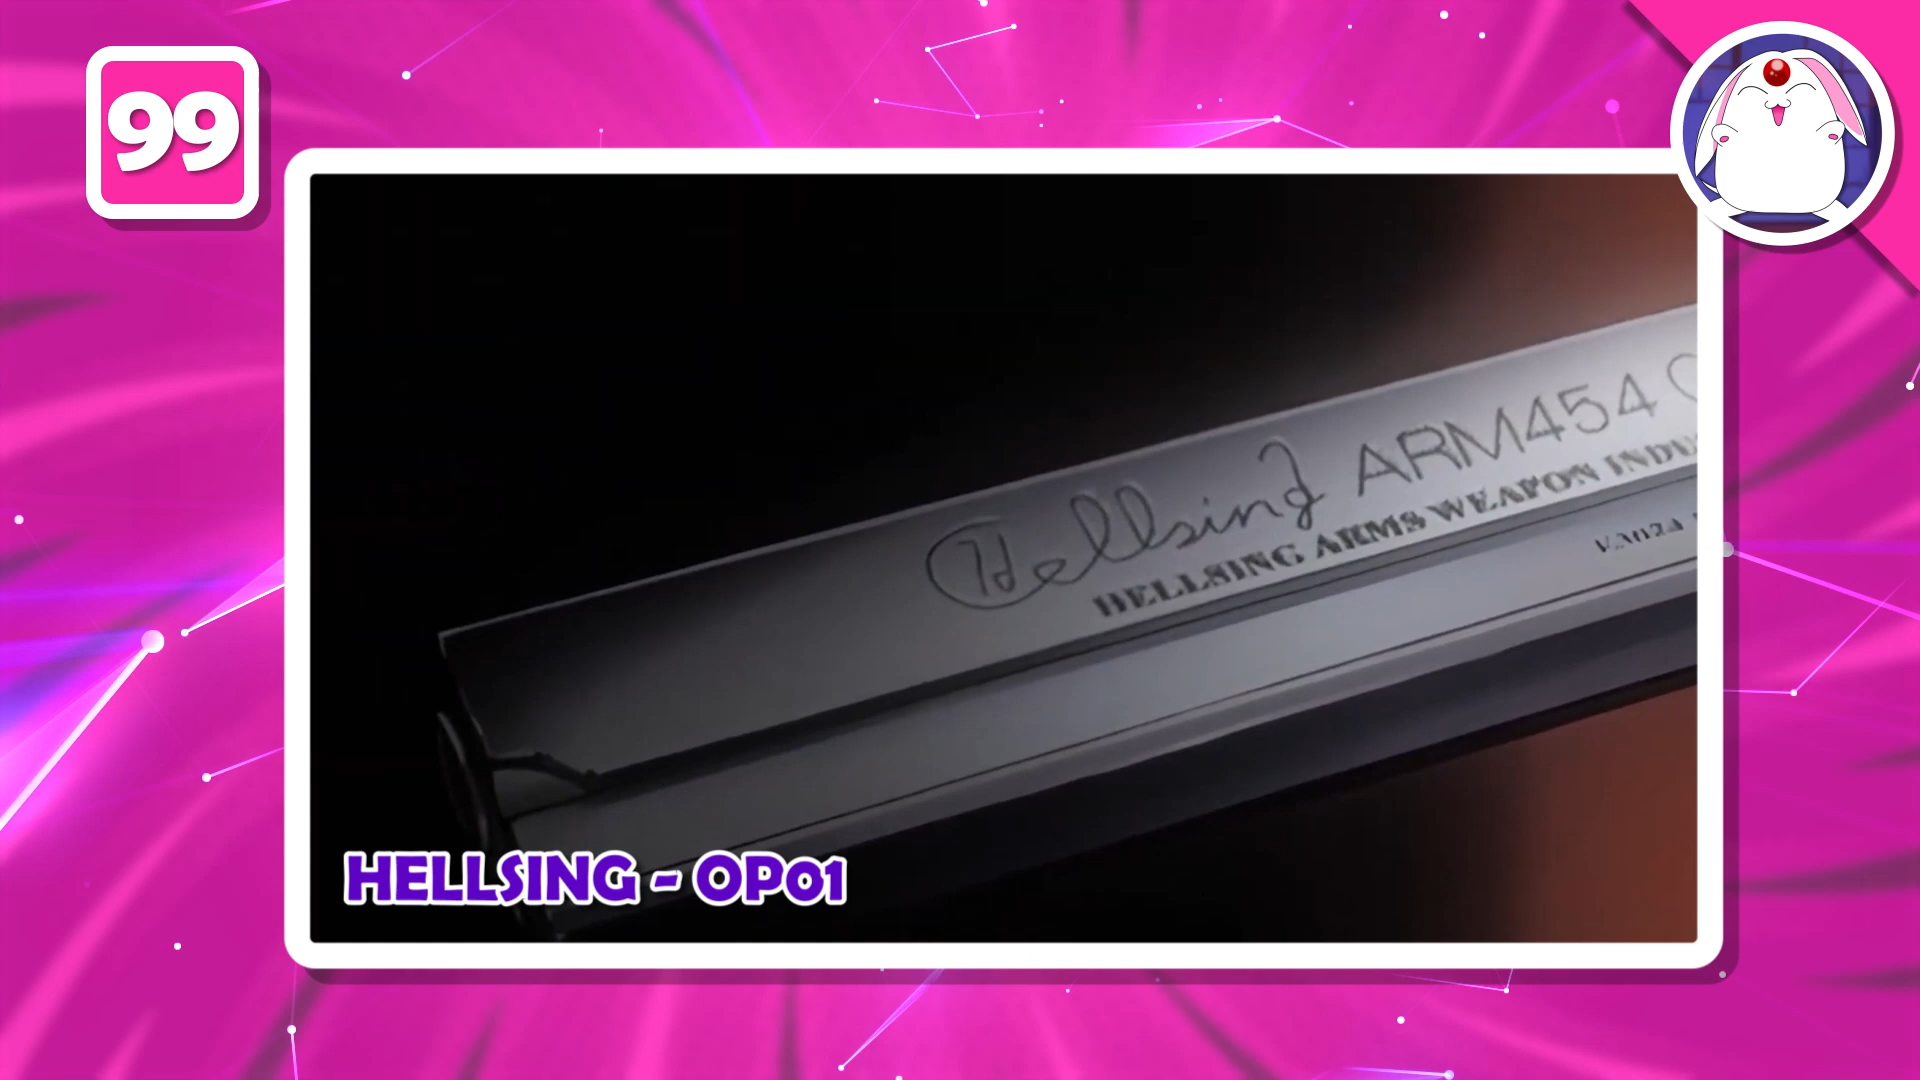 99
Hellsing ARM454
HELLSING ARMS WEAPON INDU
HELLSING - OP01